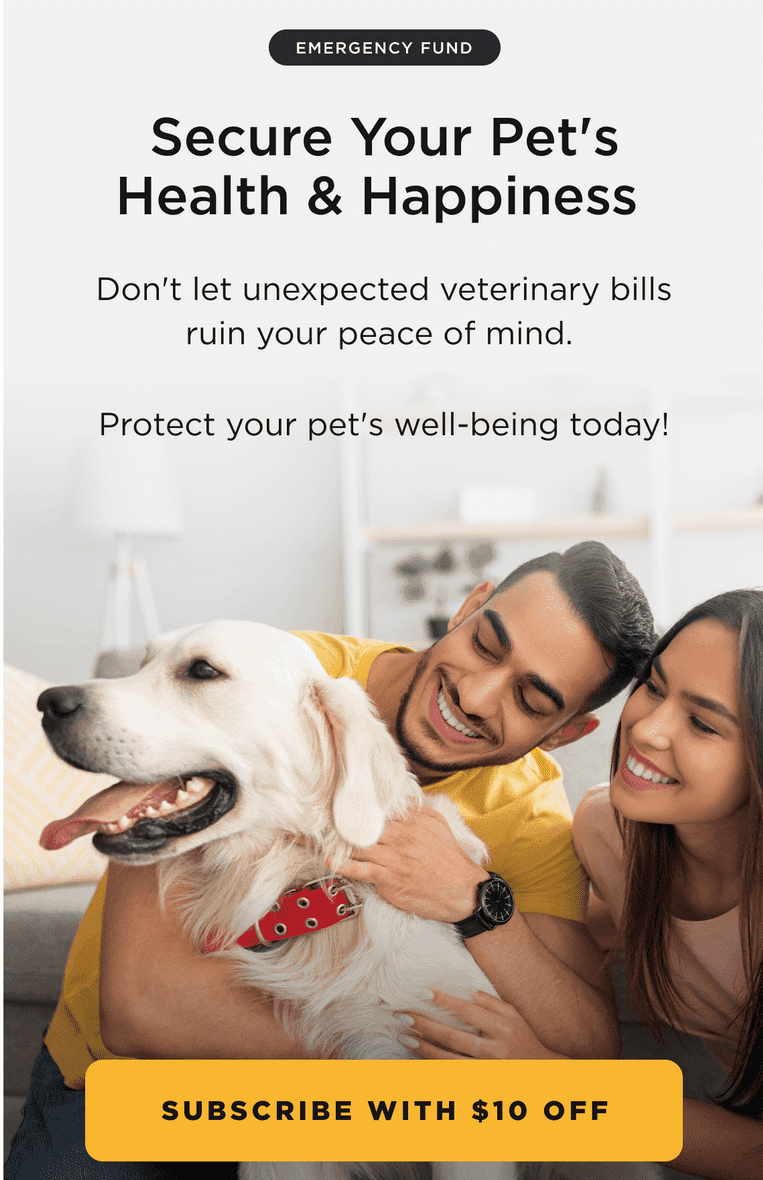 EMERGENCY FUND
Secure Your Pet's
Health & Happiness
Don't let unexpected veterinary bills
ruin your peace of mind.
Protect your pet's well-being today!
SUBSCRIBE WITH $10 OFF